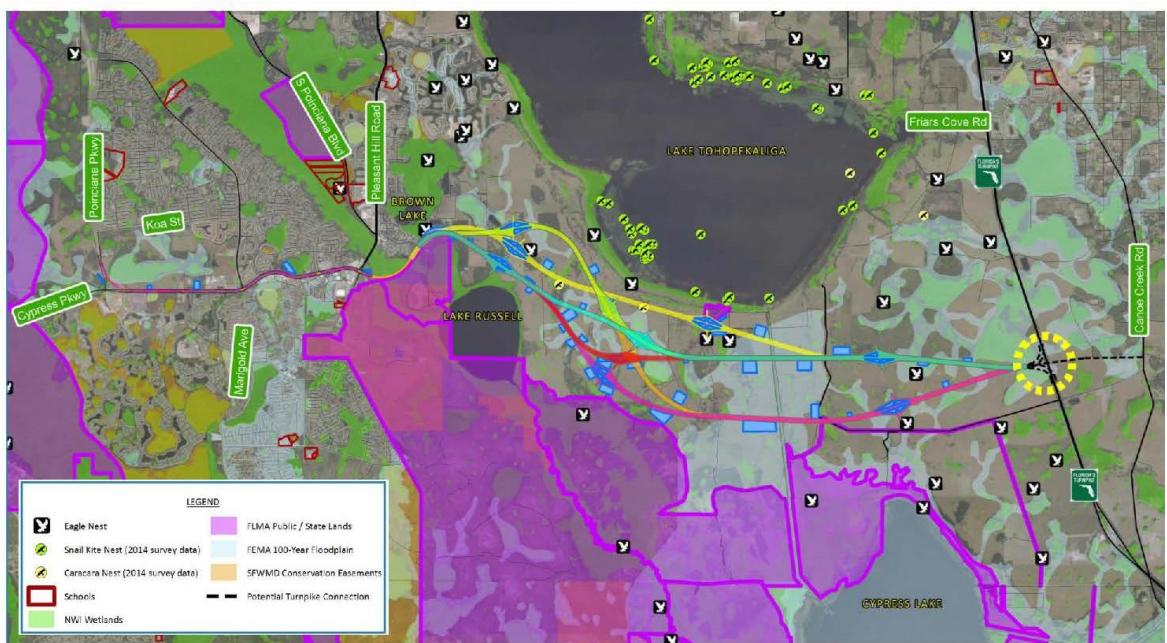 S Poinciana Blvd
Pleasant Hill Road
Poinciana Pkwy
Koa St
Cypress Pkwy
Marigold Ave
BROWN
LAKE
LAKE RUSSELL
LAKE TOHOPEKALIGA
Friars Cove Rd
FLORIDA'S
TURNPIKE
Canoe Creek Rd
FLORIDA'S
TURNPIKE
CYPRESS LAKE
LEGEND
Eagle Nest
Snail Kite Nest (2014 survey data)
Caracara Nest (2014 survey data)
Schools
NWI Wetlands
FLMA Public / State Lands
FEMA 100-Year Floodplain
SFWMD Conservation Easements
Potential Turnpike Connection